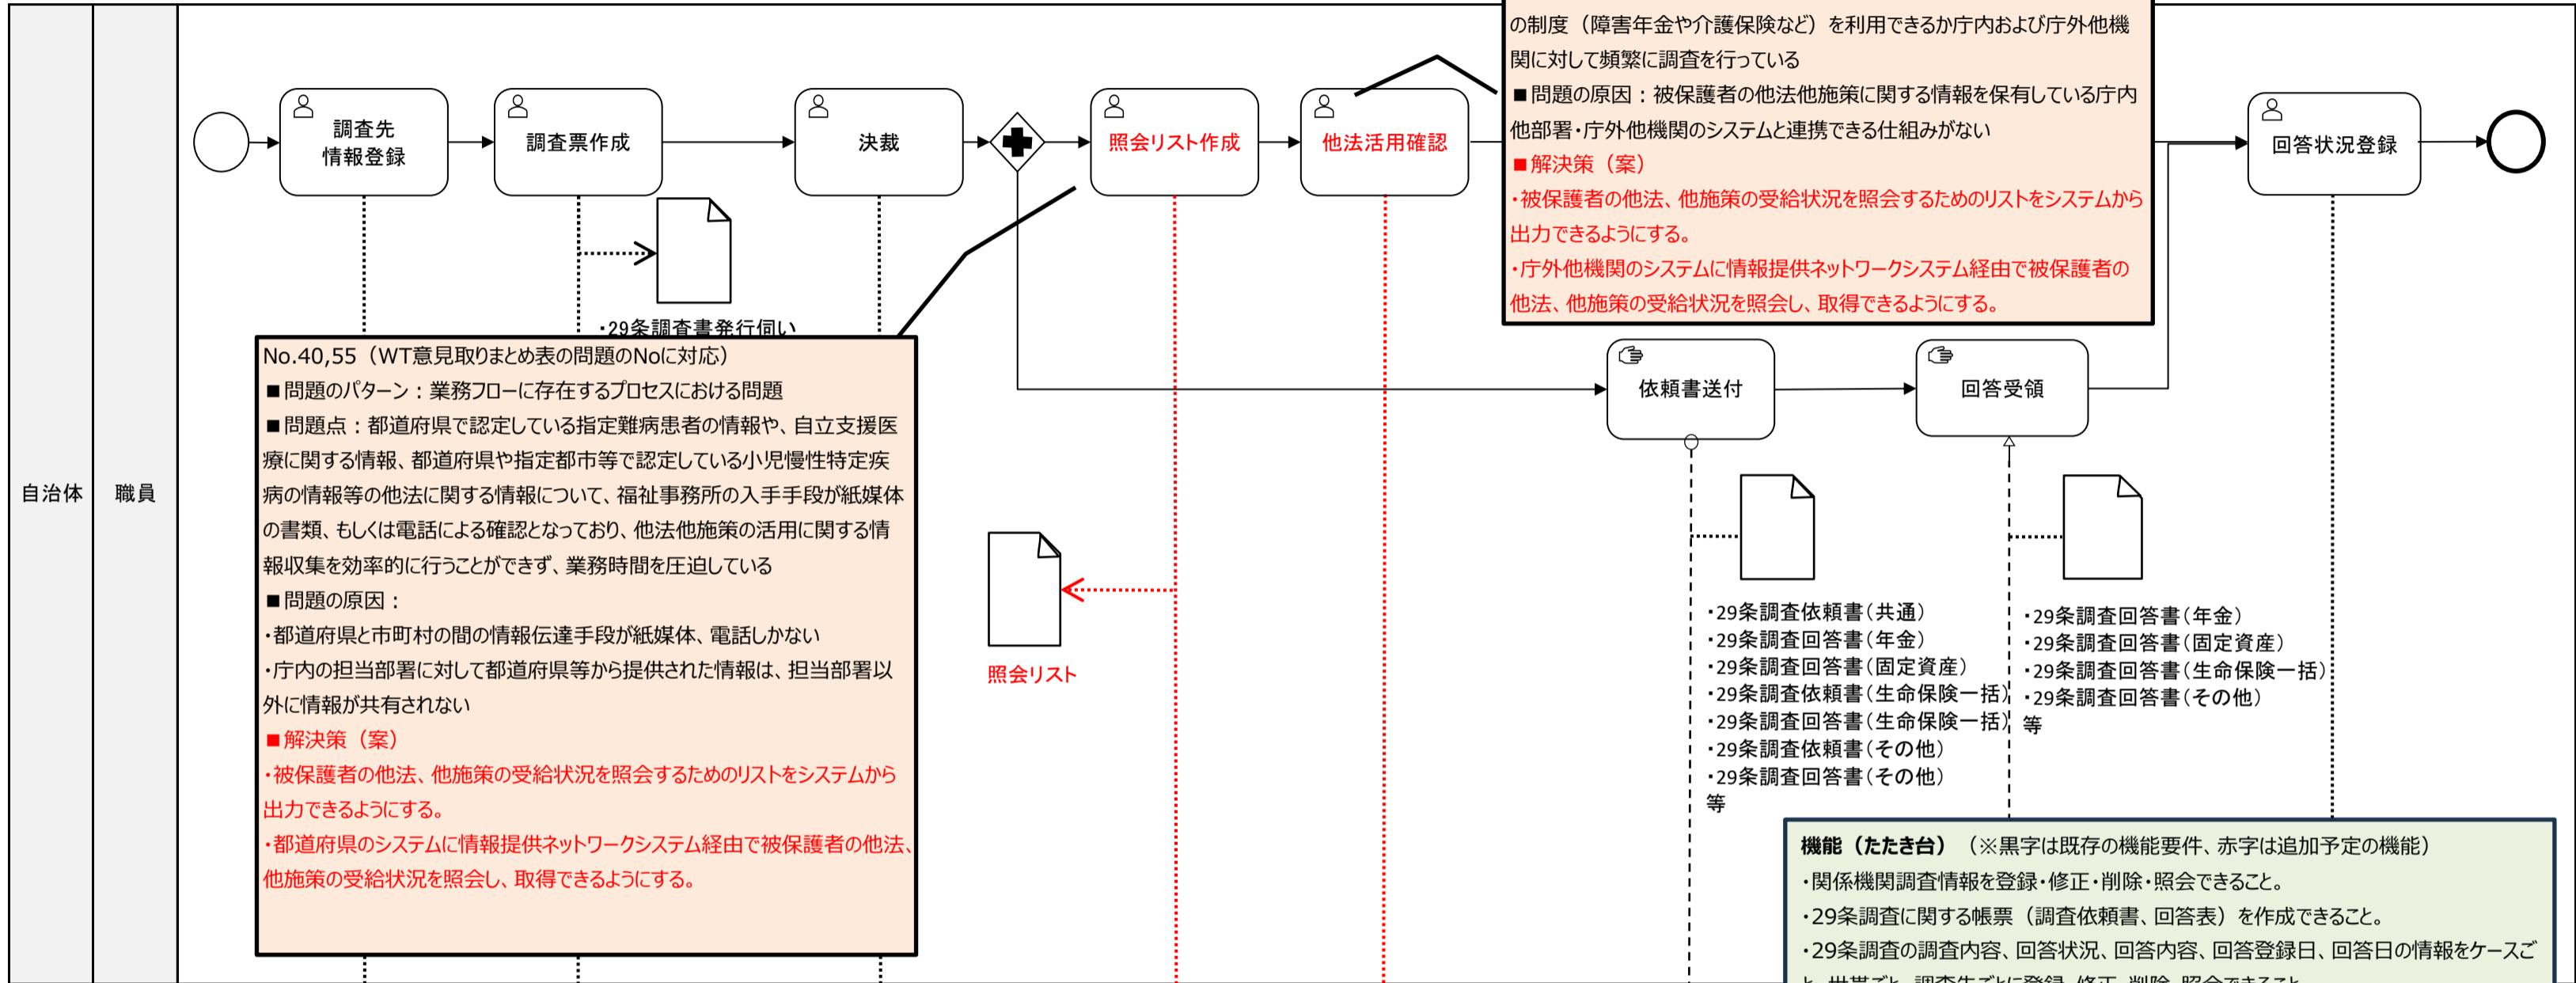 自治体
職員
調査先
情報登録
調査票作成
決裁
照会リスト作成
他法活用確認
回答状況登録
の制度（障害年金や介護保険など）を利用できるか庁内および庁外他機
関に対して頻繁に調査を行っている
■問題の原因：被保護者の他法他施策に関する情報を保有している庁内
他部署・庁外他機関のシステムと連携できる仕組みがない
■解決策（案）
・被保護者の他法、他施策の受給状況を照会するためのリストをシステムから
出力できるようにする。
・庁外他機関のシステムに情報提供ネットワークシステム経由で被保護者の
他法、他施策の受給状況を照会し、取得できるようにする。
・29条調査書発行伺い
No.40,55（WT意見取りまとめ表の問題のNoに対応）
■問題のパターン：業務フローに存在するプロセスにおける問題
■問題点：都道府県で認定している指定難病患者の情報や、自立支援医
療に関する情報、都道府県や指定都市等で認定している小児慢性特定疾
病の情報等の他法に関する情報について、福祉事務所の入手手段が紙媒体
の書類、もしくは電話による確認となっており、他法他施策の活用に関する情
報収集を効率的に行うことができず、業務時間を圧迫している
■問題の原因：
・都道府県と市町村の間の情報伝達手段が紙媒体、電話しかない
・庁内の担当部署に対して都道府県等から提供された情報は、担当部署以
外に情報が共有されない
■解決策（案）
・被保護者の他法、他施策の受給状況を照会するためのリストをシステムから
出力できるようにする。
・都道府県のシステムに情報提供ネットワークシステム経由で被保護者の他法、
他施策の受給状況を照会し、取得できるようにする。
照会リスト
依頼書送付
回答受領
・29条調査依頼書（共通）
・29条調査回答書（年金）
・29条調査回答書（固定資産）
・29条調査依頼書（生命保険一括）
・29条調査回答書（生命保険一括）
・29条調査依頼書（その他）
・29条調査回答書（その他）
等
・29条調査回答書（年金）
・29条調査回答書（固定資産）
・29条調査回答書（生命保険一括）
・29条調査回答書（その他）
等
機能（たたき台）（※黒字は既存の機能要件、赤字は追加予定の機能）
・関係機関調査情報を登録・修正・削除・照会できること。
・29条調査に関する帳票（調査依頼書、回答表）を作成できること。
・29条調査の調査内容、回答状況、回答内容、回答登録日、回答日の情報をケースご
と、世帯ごと、調査先ごとに登録・修正・削除・照会できること。